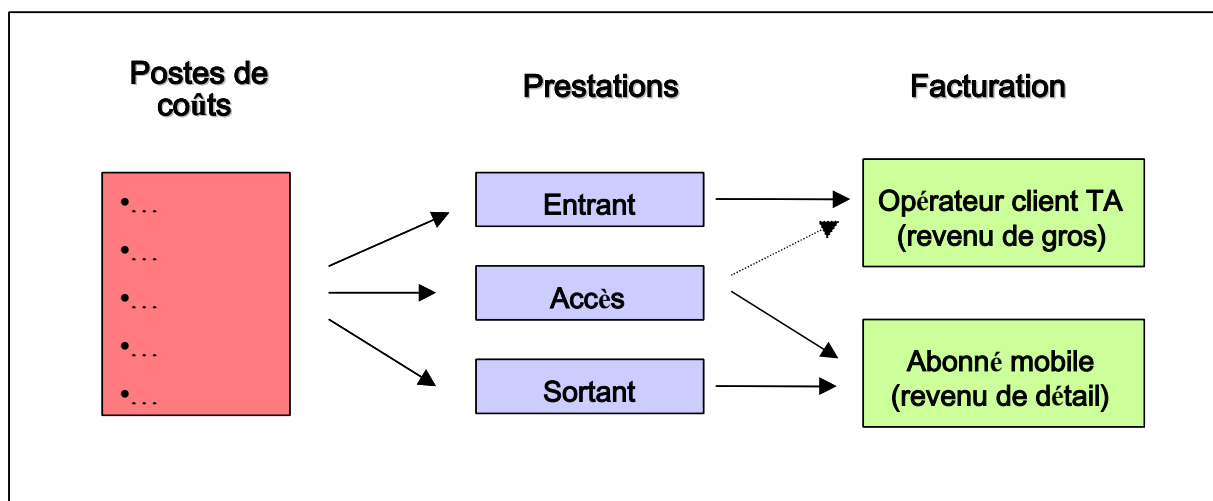 Postes de
coûts
Prestations
Facturation
•…
•…
•…
•…
•…
Entrant
Accès
Sortant
Opérateur client TA
(revenu de gros)
Abonné mobile
(revenu de détail)